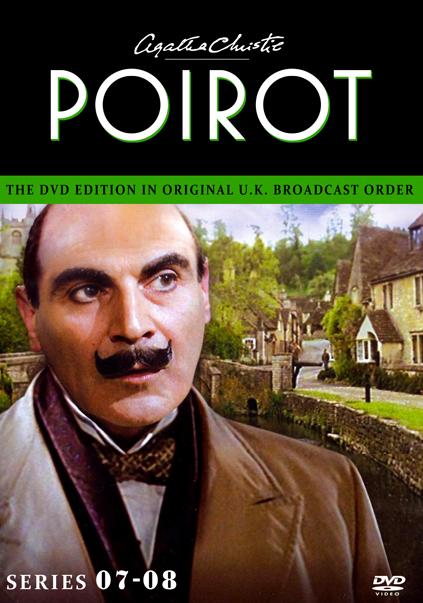 Agatha Christie
POIROT
THE DVD EDITION IN ORIGINAL U.K. BROADCAST ORDER
SERIES 07-08
DVD
VIDEO